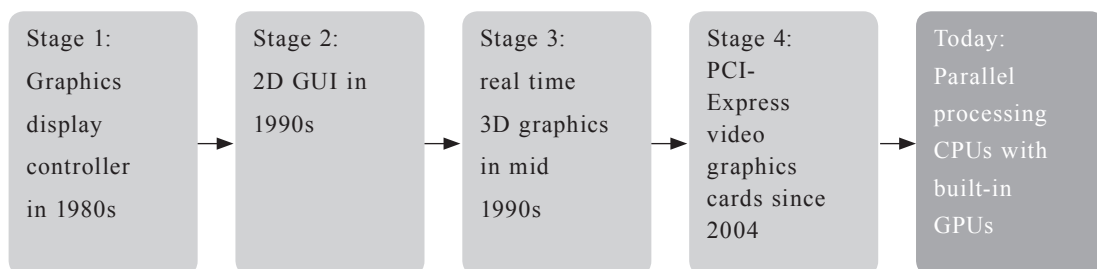 Stage 1:
Graphics
display
controller
in 1980s
Stage 2:
2D GUI in
1990s
Stage 3:
real time
3D graphics
in mid
1990s
Stage 4:
PCI-
Express
video
graphics
cards since
2004
Today:
Parallel
processing
CPUs with
built-in
GPUs